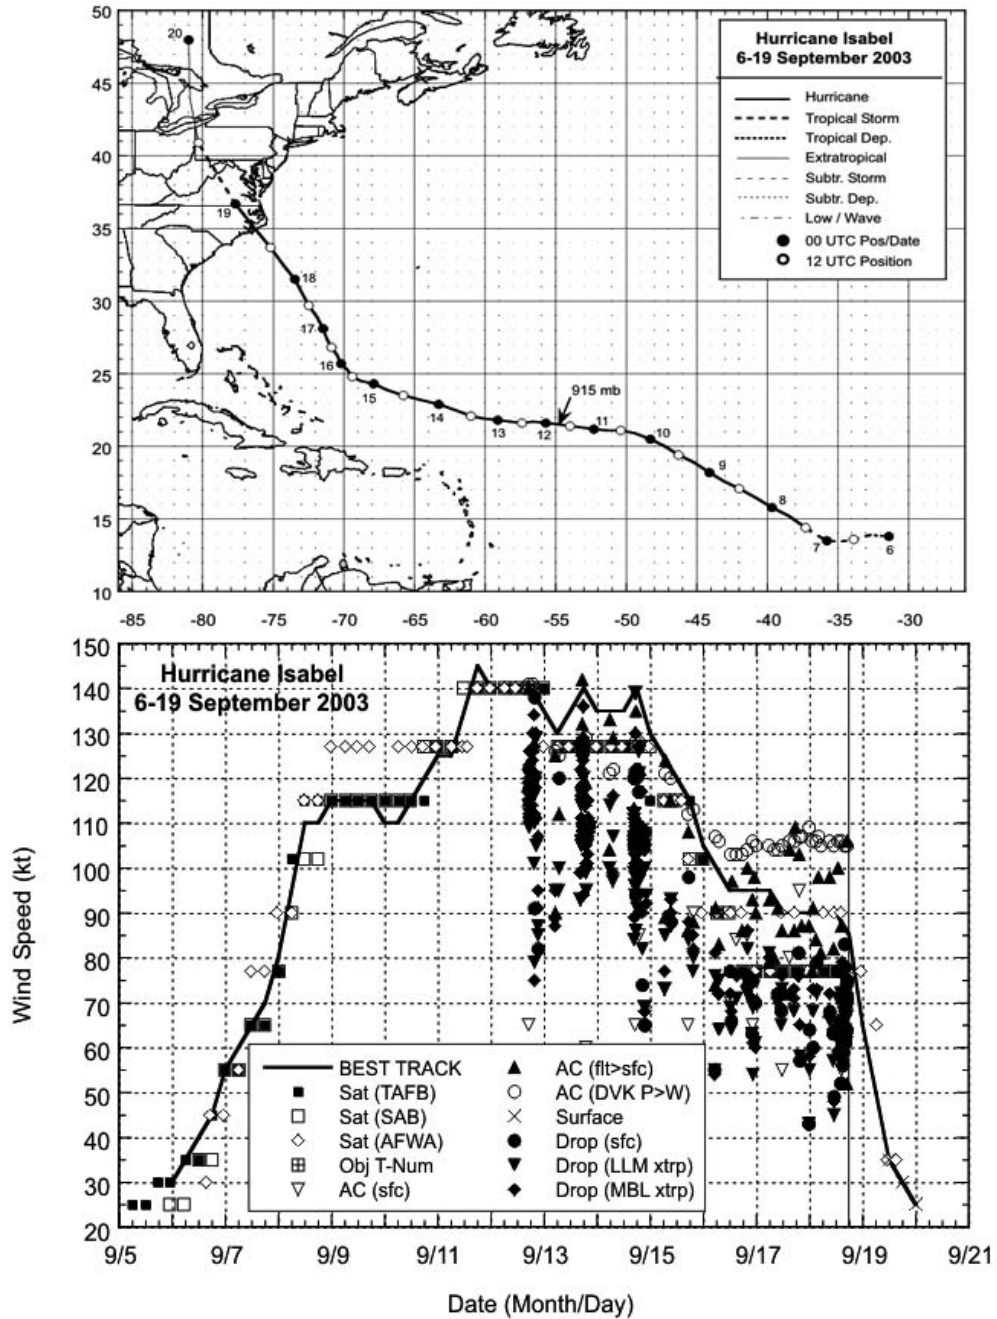 50
45
40
35
30
25
20
15
10
-85 -80 -75 -70 -65 -60 -55 -50 -45 -40 -35 -30
20
19
18
17
16
15
14
13
12
11
10
9
8
7
6
915 mb
Hurricane Isabel
6-19 September 2003
Hurricane
Tropical Storm
Tropical Dep.
Extratropical
Subtr. Storm
Subtr. Dep.
Low / Wave
00 UTC Pos/Date
12 UTC Position
Hurricane Isabel
6-19 September 2003
Wind Speed (kt)
150
140
130
120
110
100
90
80
70
60
50
40
30
20
BEST TRACK
Sat (TAFB)
Sat (SAB)
Sat (AFWA)
Obj T-Num
AC (sfc)
AC (flt>sfc)
AC (DVK P>W)
Surface
Drop (sfc)
Drop (LLM xtrp)
Drop (MBL xtrp)
9/5 9/7 9/9 9/11 9/13 9/15 9/17 9/19 9/21
Date (Month/Day)